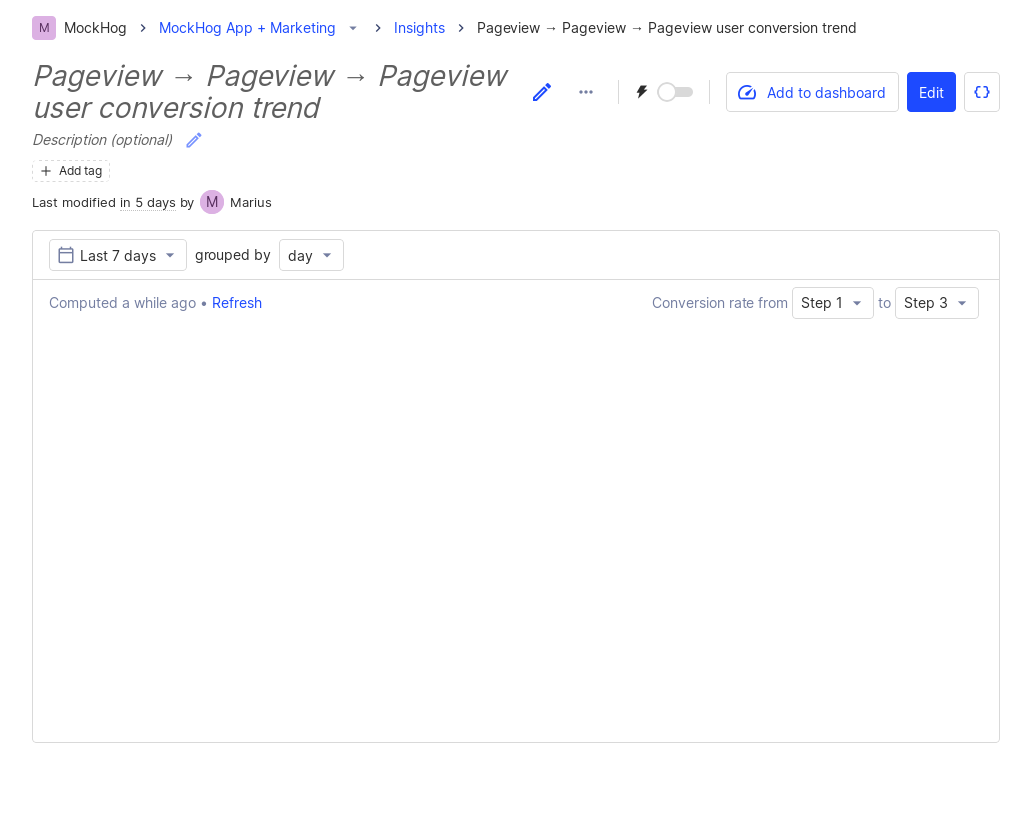 M MockHog MockHog App + Marketing Insights Pageview → Pageview → Pageview user conversion trend
Pageview → Pageview → Pageview
user conversion trend
Add to dashboard Edit {}
Description (optional)
Add tag
Last modified in 5 days by M Marius
Last 7 days grouped by day
Computed a while ago • Refresh Conversion rate from Step 1 to Step 3